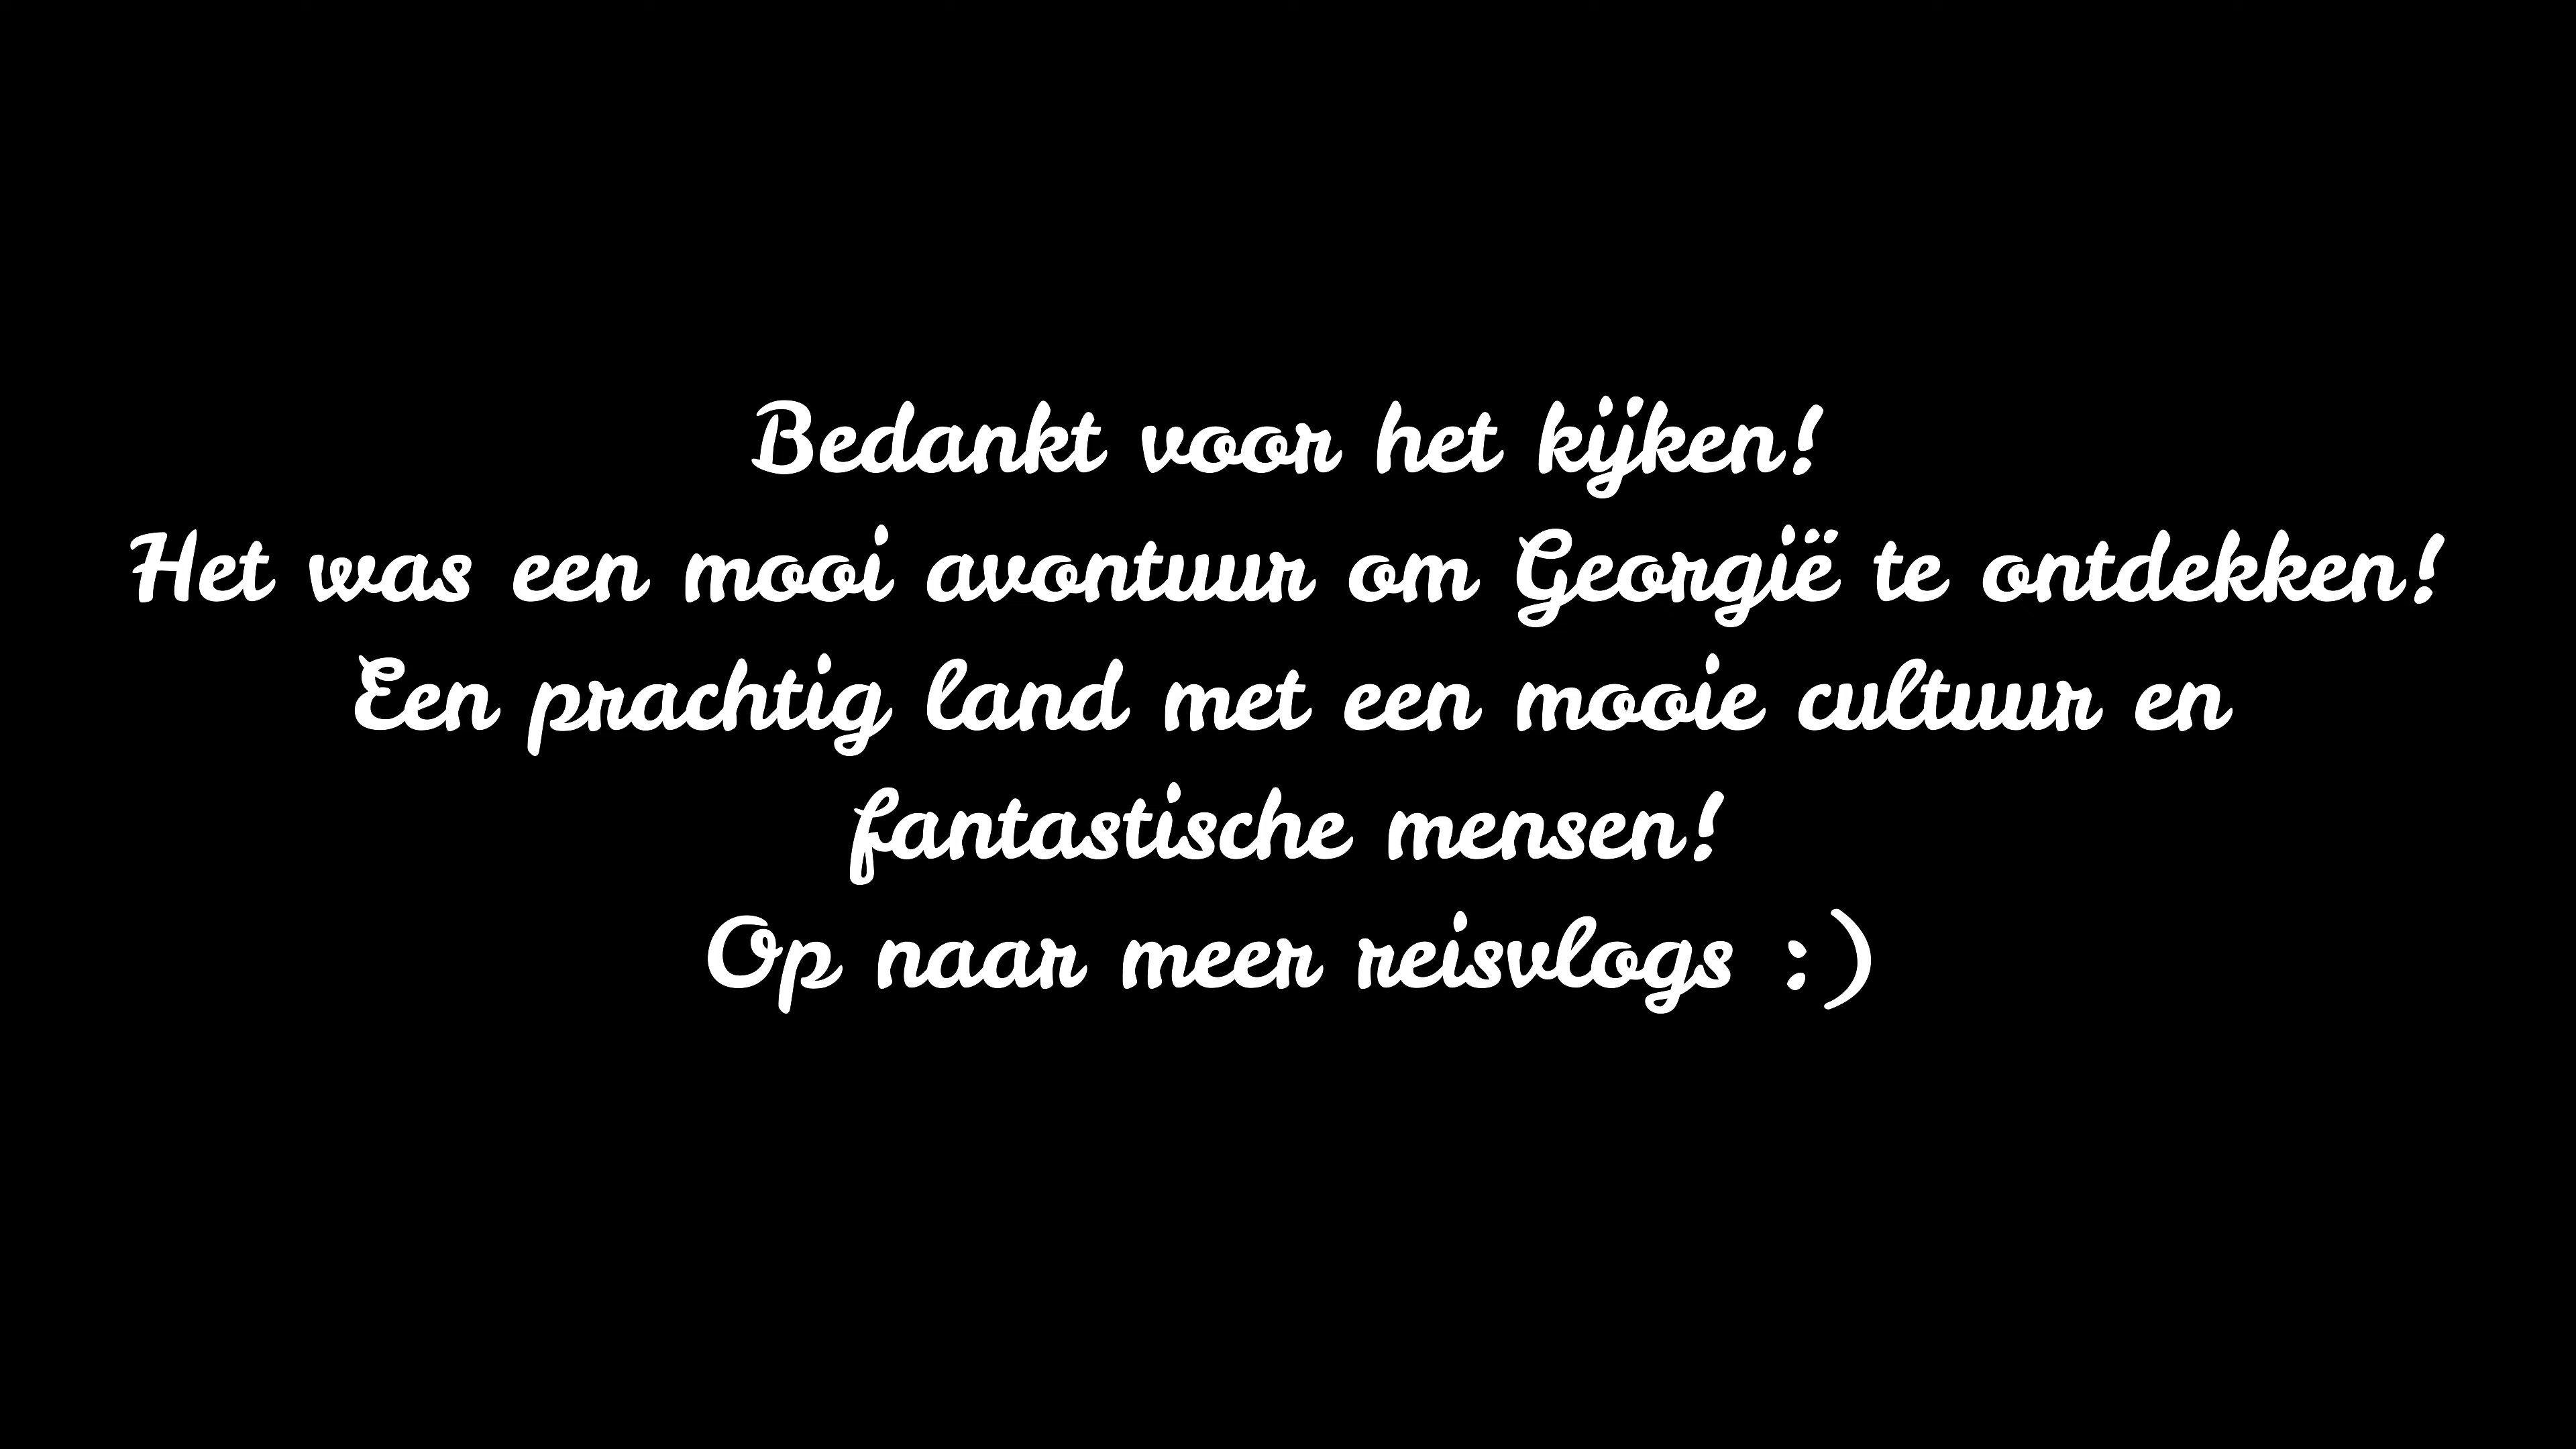 Bedankt voor het kijken!
Het was een mooi avontuur om Georgië te ontdekken!
Een prachtig land met een mooie cultuur en
fantastische mensen!
Op naar meer reisvlogs :)